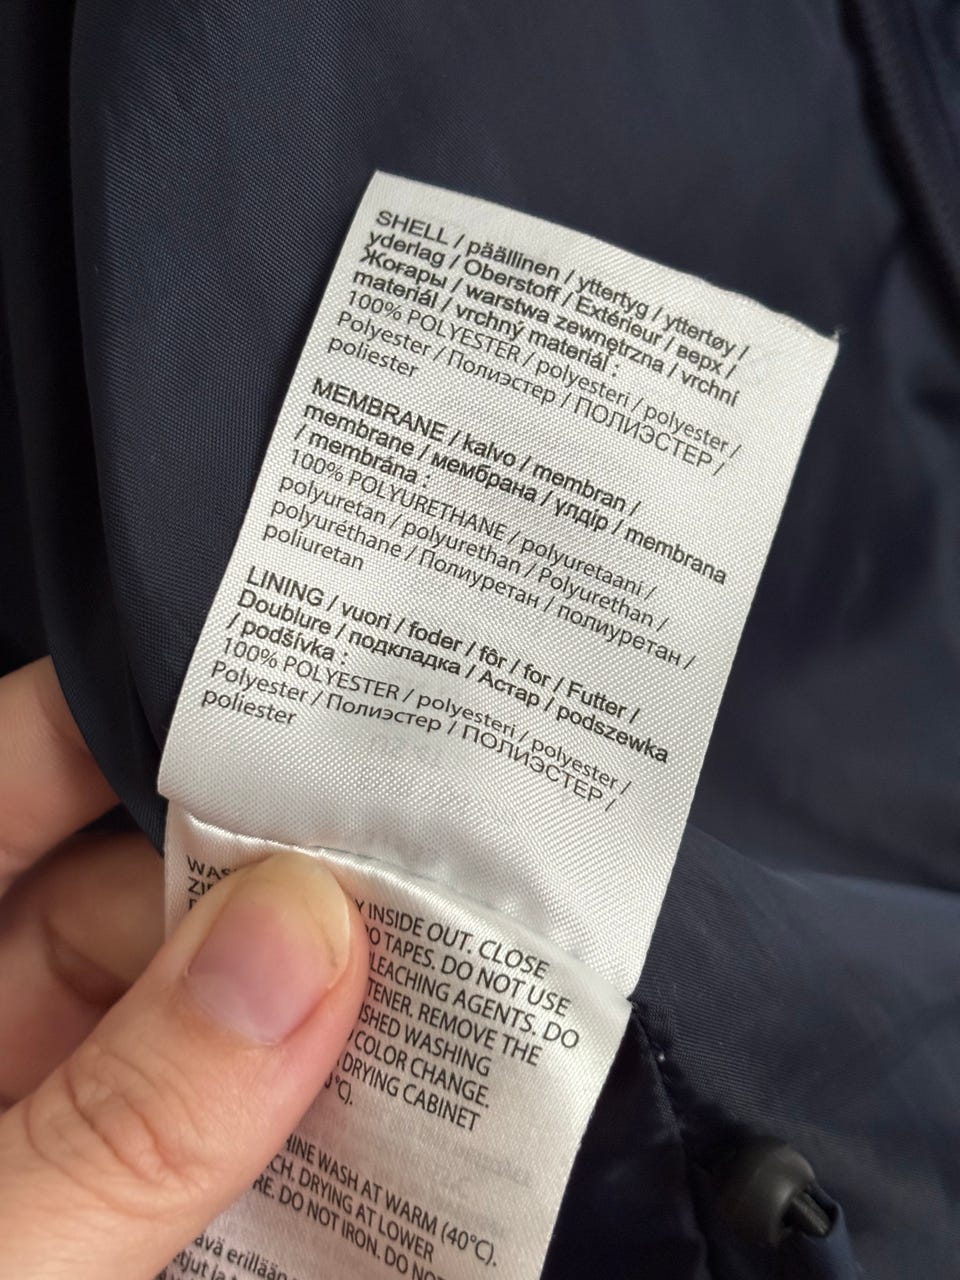 SHELL / päällinen / yttertyg / yttertøy /
yderlag / Oberstoff / Extérieur / верх /
Жоғары / warstwa zewnętrzna / vrchní
materiál / vrchný materiál :
100% POLYESTER / polyesteri / polyester /
Polyester / Полиэстер / ПОЛИЭСТЕР /
poliester
MEMBRANE / kalvo / membran /
membrane / мембрана / үлдір / membrana
/ membrána :
100% POLYURETHANE / polyuretaani /
polyuretan / polyurethan / Polyurethan /
polyuréthane / Полиуретан / полиуретан /
poliuretan
LINING / vuori / foder / fôr / for / Futter /
Doublure / подкладка / Астар / podszewka
/ podšívka :
100% POLYESTER / polyesteri / polyester /
Polyester / Полиэстер / ПОЛИЭСТЕР /
poliester
INSIDE OUT. CLOSE
TAPES. DO NOT USE
AGENTS. DO
REMOVE THE
WASHING
COLOR CHANGE.
DRYING CABINET
WASH AT WARM (40°C).
DRYING AT LOWER
DO NOT IRON. DO NOT